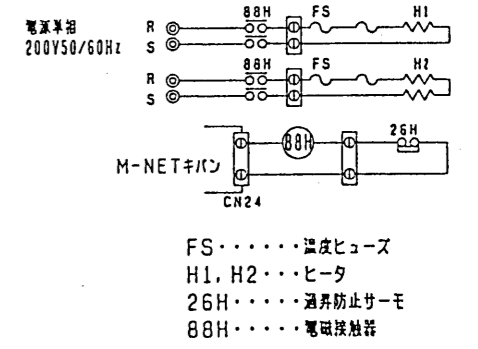 88H FS H1
電源単相 R
200V50/60Hz S
88H FS H2
R
S
88H 26H
M-NETキバン
CN24
FS・・・・・・温度ヒューズ
H1, H2・・・ヒータ
26H・・・・・過昇防止サーモ
88H・・・・・電磁接触器